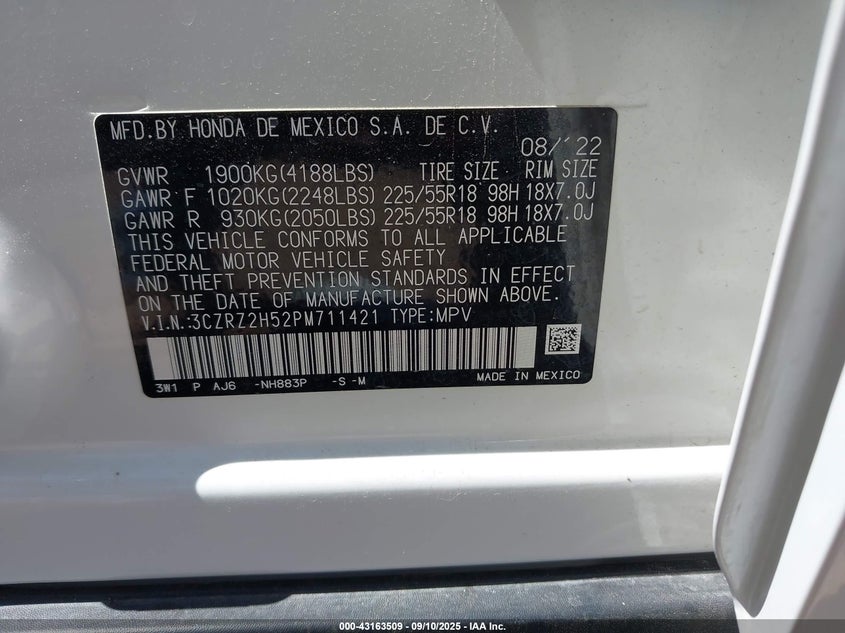 MFD.BY HONDA DE MEXICO S.A. DE C.V.
08/'22
GVWR 1900KG(4188LBS) TIRE SIZE RIM SIZE
GAWR F 1020KG(2248LBS) 225/55R18 98H 18X7.0J
GAWR R 930KG(2050LBS) 225/55R18 98H 18X7.0J
THIS VEHICLE CONFORMS TO ALL APPLICABLE
FEDERAL MOTOR VEHICLE SAFETY
AND THEFT PREVENTION STANDARDS IN EFFECT
ON THE DATE OF MANUFACTURE SHOWN ABOVE.
V.I.N.:3CZRZ2H52PM711421 TYPE:MPV
3W1 P AJ6 -NH883P -S -M MADE IN MEXICO
000-43163509 - 09/10/2025 - IAA Inc.